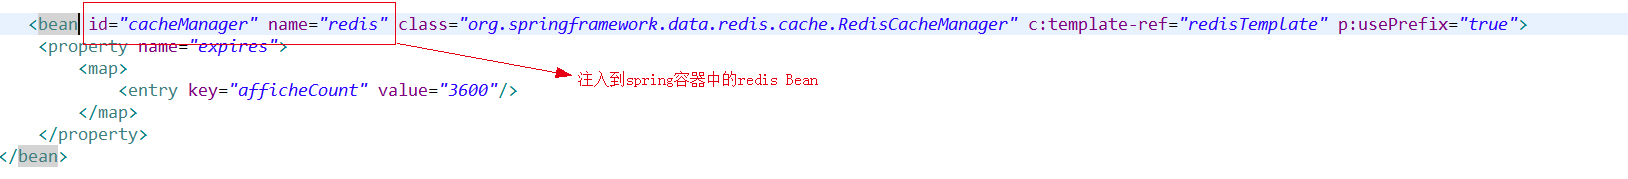 <bean id="cacheManager" name="redis" class="org.springframework.data.redis.cache.RedisCacheManager" c:template-ref="redisTemplate" p:usePrefix="true">
<property name="expires">
<map>
注入到spring容器中的redis Bean
<entry key="afficheCount" value="3600"/>
</map>
</property>
</bean>